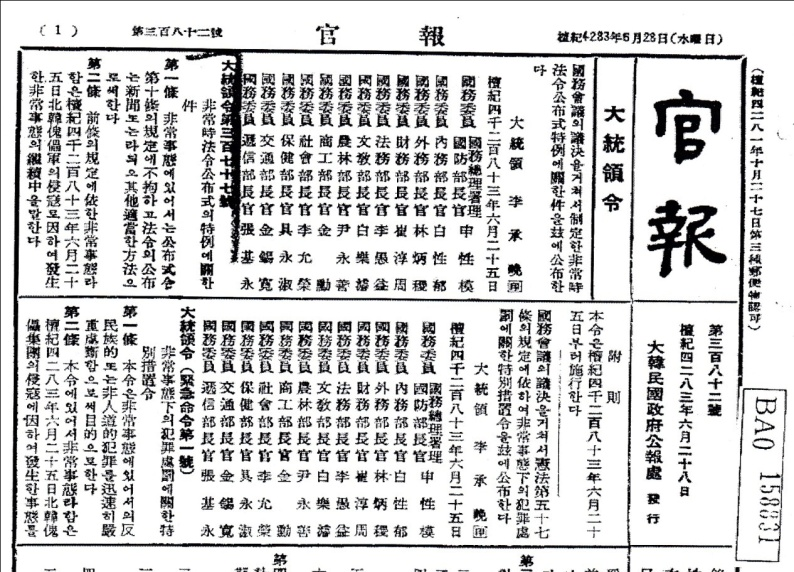 ( 1 ) 第三百八十二號 官報 檀紀4283年6月28日(水曜日)
(檀紀四二八一年十月二十七日第三種郵便物認可)
官報
第三百八十二號
檀紀四二八三年六月二十八日
大韓民國政府公報處 發行
BA0 158631
大統領令
國務會議의議決을거쳐서制定한非常時
法令公布式特例에關한件을玆에公布한
다
大統領 李承晩 印
檀紀四千二百八十三年六月二十五日
國務總理署理
國務委員 國防部長官 申性模
國務委員 內務部長官 白性郁
國務委員 外務部長官 林炳稷
國務委員 財務部長官 崔淳周
國務委員 法務部長官 李愚益
國務委員 文敎部長官 白樂濬
國務委員 農林部長官 尹永善
國務委員 商工部長官 金勳
國務委員 社會部長官 李允榮
國務委員 保健部長官 具永淑
國務委員 交通部長官 金錫寬
國務委員 遞信部長官 張基永
大統領令第三百七十七號
非常時法令公布式의特例에關한
件
第一條 非常事態에있어서는公布式令
第十條의規定에不拘하고法令의公布
는新聞또는라듸오其他適當한方法으
로써한다
第二條 前條의規定에依한非常事態라
함은檀紀四千二百八十三年六月二十
五日北韓傀儡軍의侵寇로因하여發生
한非常事態의繼續中을말한다
附則
本令은檀紀四千二百八十三年六月二十
五日부터施行한다
國務會議의議決을거쳐서憲法第五十七
條의規定에依하여非常事態下의犯罪處
罰에關한特別措置令을玆에公布한다
大統領 李承晩 印
檀紀四千二百八十三年六月二十五日
國務總理署理
國務委員 國防部長官 申性模
國務委員 內務部長官 白性郁
國務委員 外務部長官 林炳稷
國務委員 財務部長官 崔淳周
國務委員 法務部長官 李愚益
國務委員 文敎部長官 白樂濬
國務委員 農林部長官 尹永善
國務委員 商工部長官 金勳
國務委員 社會部長官 李允榮
國務委員 保健部長官 具永淑
國務委員 交通部長官 金錫寬
國務委員 遞信部長官 張基永
大統領令(緊急命令第一號)
非常事態下의犯罪處罰에關한特
別措置令
第一條 本令은非常事態에있어서의反
民族的또는非人道的犯罪를迅速히嚴
重處斷함으로써目的으로한다
第二條 本令에있어서非常事態라함은
檀紀四二八三年六月二十五日北韓傀
儡集團의侵寇에因하여發生한事態를